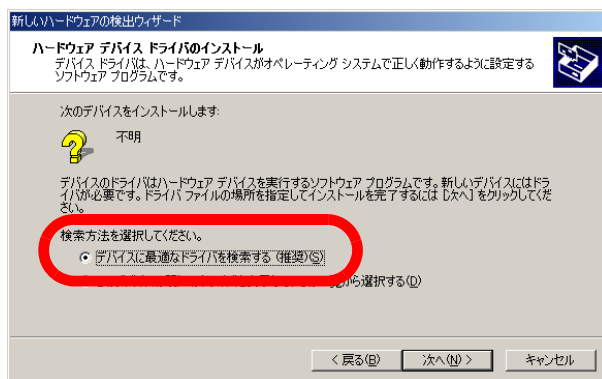 新しいハードウェアの検出ウィザード
ハードウェア デバイス ドライバのインストール
デバイス ドライバは、ハードウェア デバイスがオペレーティング システムで正しく動作するように設定する
ソフトウェア プログラムです。
次のデバイスをインストールします:
不明
デバイスのドライバはハードウェア デバイスを実行するソフトウェア プログラムです。新しいデバイスにはドラ
イバが必要です。ドライバ ファイルの場所を指定してインストールを完了するには [次へ] をクリックしてくだ
さい。
検索方法を選択してください。
デバイスに最適なドライバを検索する (推奨)(S)
から選択する(D)
< 戻る(B)
次へ(N) >
キャンセル